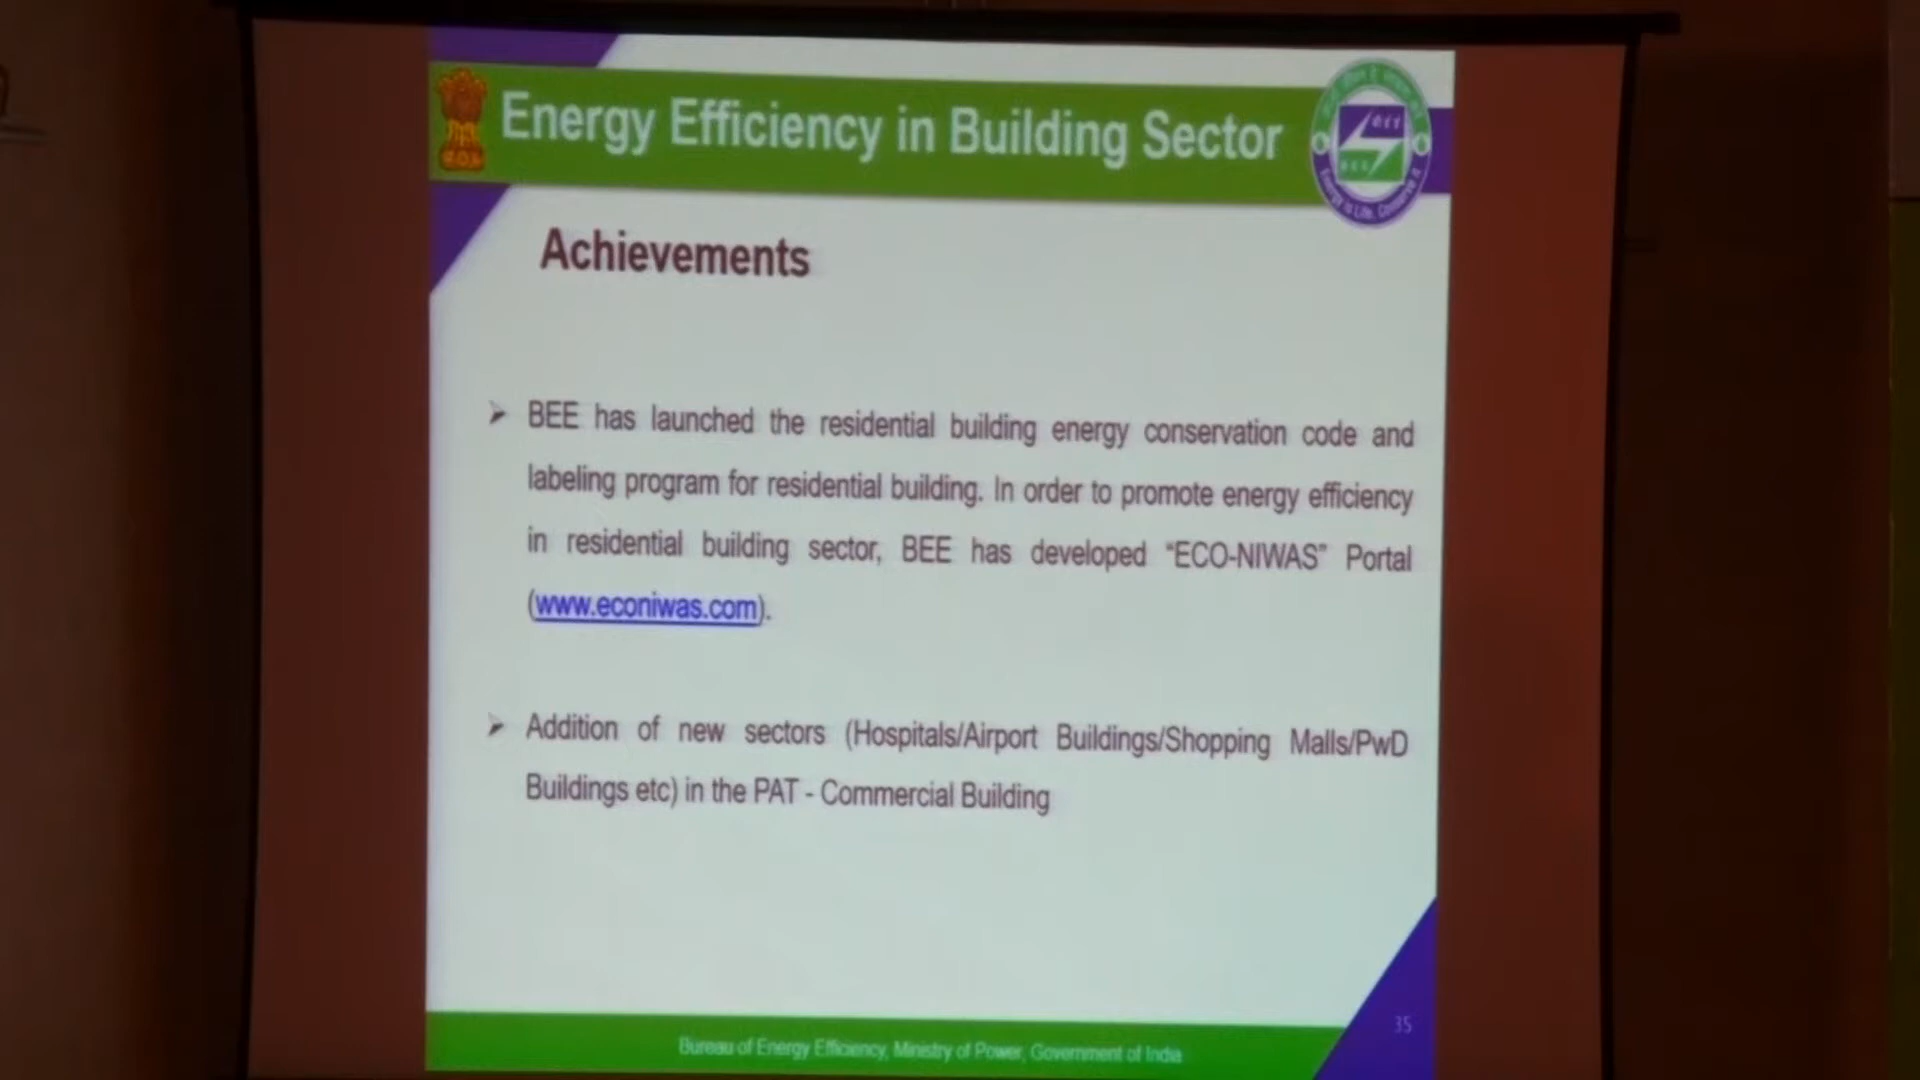 Energy Efficiency in Building Sector
Achievements
➢ BEE has launched the residential building energy conservation code and
labeling program for residential building. In order to promote energy efficiency
in residential building sector, BEE has developed “ECO-NIWAS” Portal
(www.econiwas.com).
➢ Addition of new sectors (Hospitals/Airport Buildings/Shopping Malls/PwD
Buildings etc) in the PAT - Commercial Building
35
Bureau of Energy Efficiency, Ministry of Power, Government of India